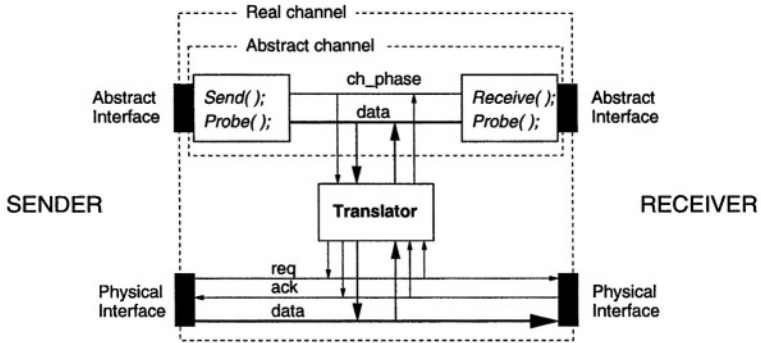 Real channel
Abstract channel
ch_phase
Abstract
Interface
Send( );
Probe( );
data
Receive( );
Probe( );
Abstract
Interface
SENDER
Translator
RECEIVER
req
ack
data
Physical
Interface
Physical
Interface